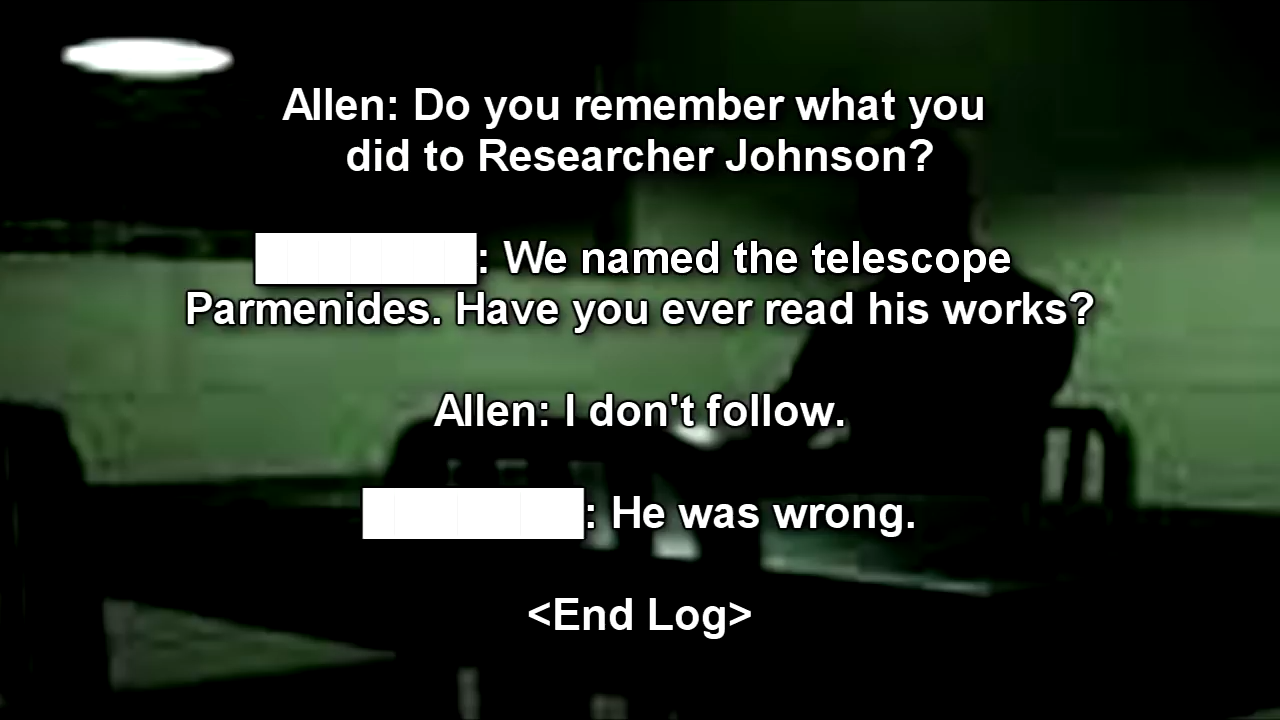 Allen: Do you remember what you
did to Researcher Johnson?
███████: We named the telescope
Parmenides. Have you ever read his works?
Allen: I don't follow.
███████: He was wrong.
<End Log>